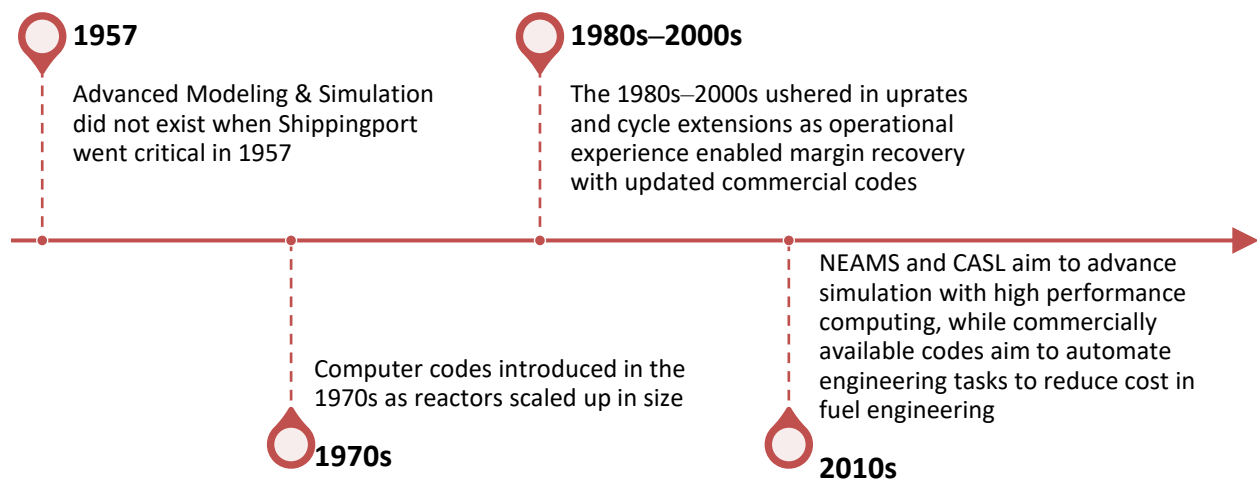 1957
Advanced Modeling & Simulation
did not exist when Shippingport
went critical in 1957
Computer codes introduced in the
1970s as reactors scaled up in size
1970s
1980s–2000s
The 1980s–2000s ushered in uprates
and cycle extensions as operational
experience enabled margin recovery
with updated commercial codes
NEAMS and CASL aim to advance
simulation with high performance
computing, while commercially
available codes aim to automate
engineering tasks to reduce cost in
fuel engineering
2010s